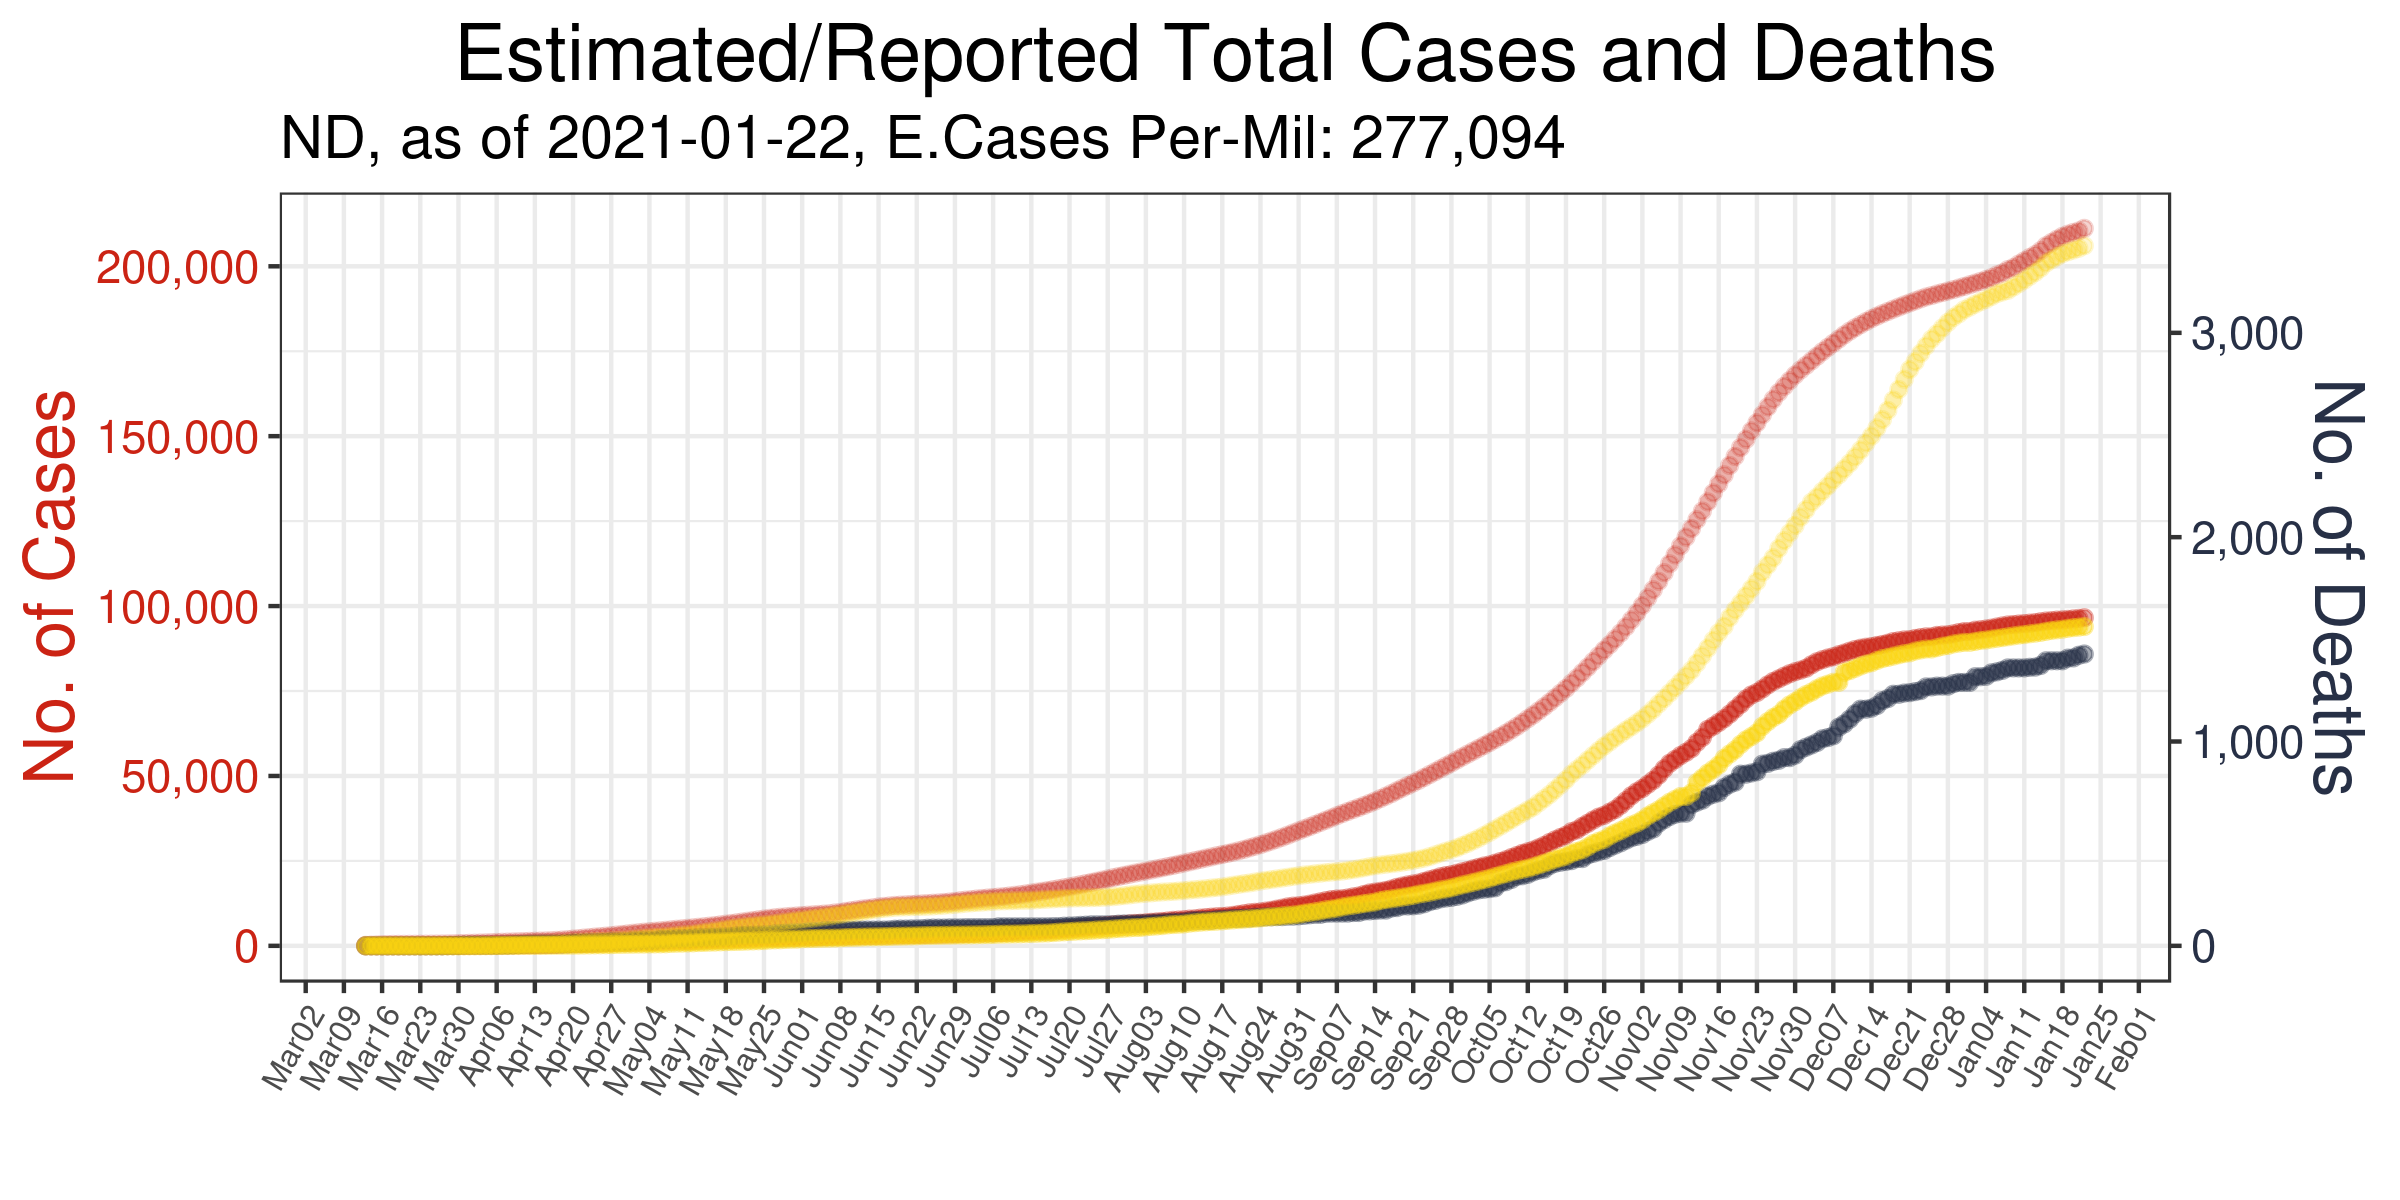 Estimated/Reported Total Cases and Deaths
ND, as of 2021-01-22, E.Cases Per-Mil: 277,094
No. of Cases
200,000
150,000
100,000
50,000
0
3,000
2,000
1,000
0
No. of Deaths
Mar02
Mar09
Mar16
Mar23
Mar30
Apr06
Apr13
Apr20
Apr27
May04
May11
May18
May25
Jun01
Jun08
Jun15
Jun22
Jun29
Jul06
Jul13
Jul20
Jul27
Aug03
Aug10
Aug17
Aug24
Aug31
Sep07
Sep14
Sep21
Sep28
Oct05
Oct12
Oct19
Oct26
Nov02
Nov09
Nov16
Nov23
Nov30
Dec07
Dec14
Dec21
Dec28
Jan04
Jan11
Jan18
Jan25
Feb01